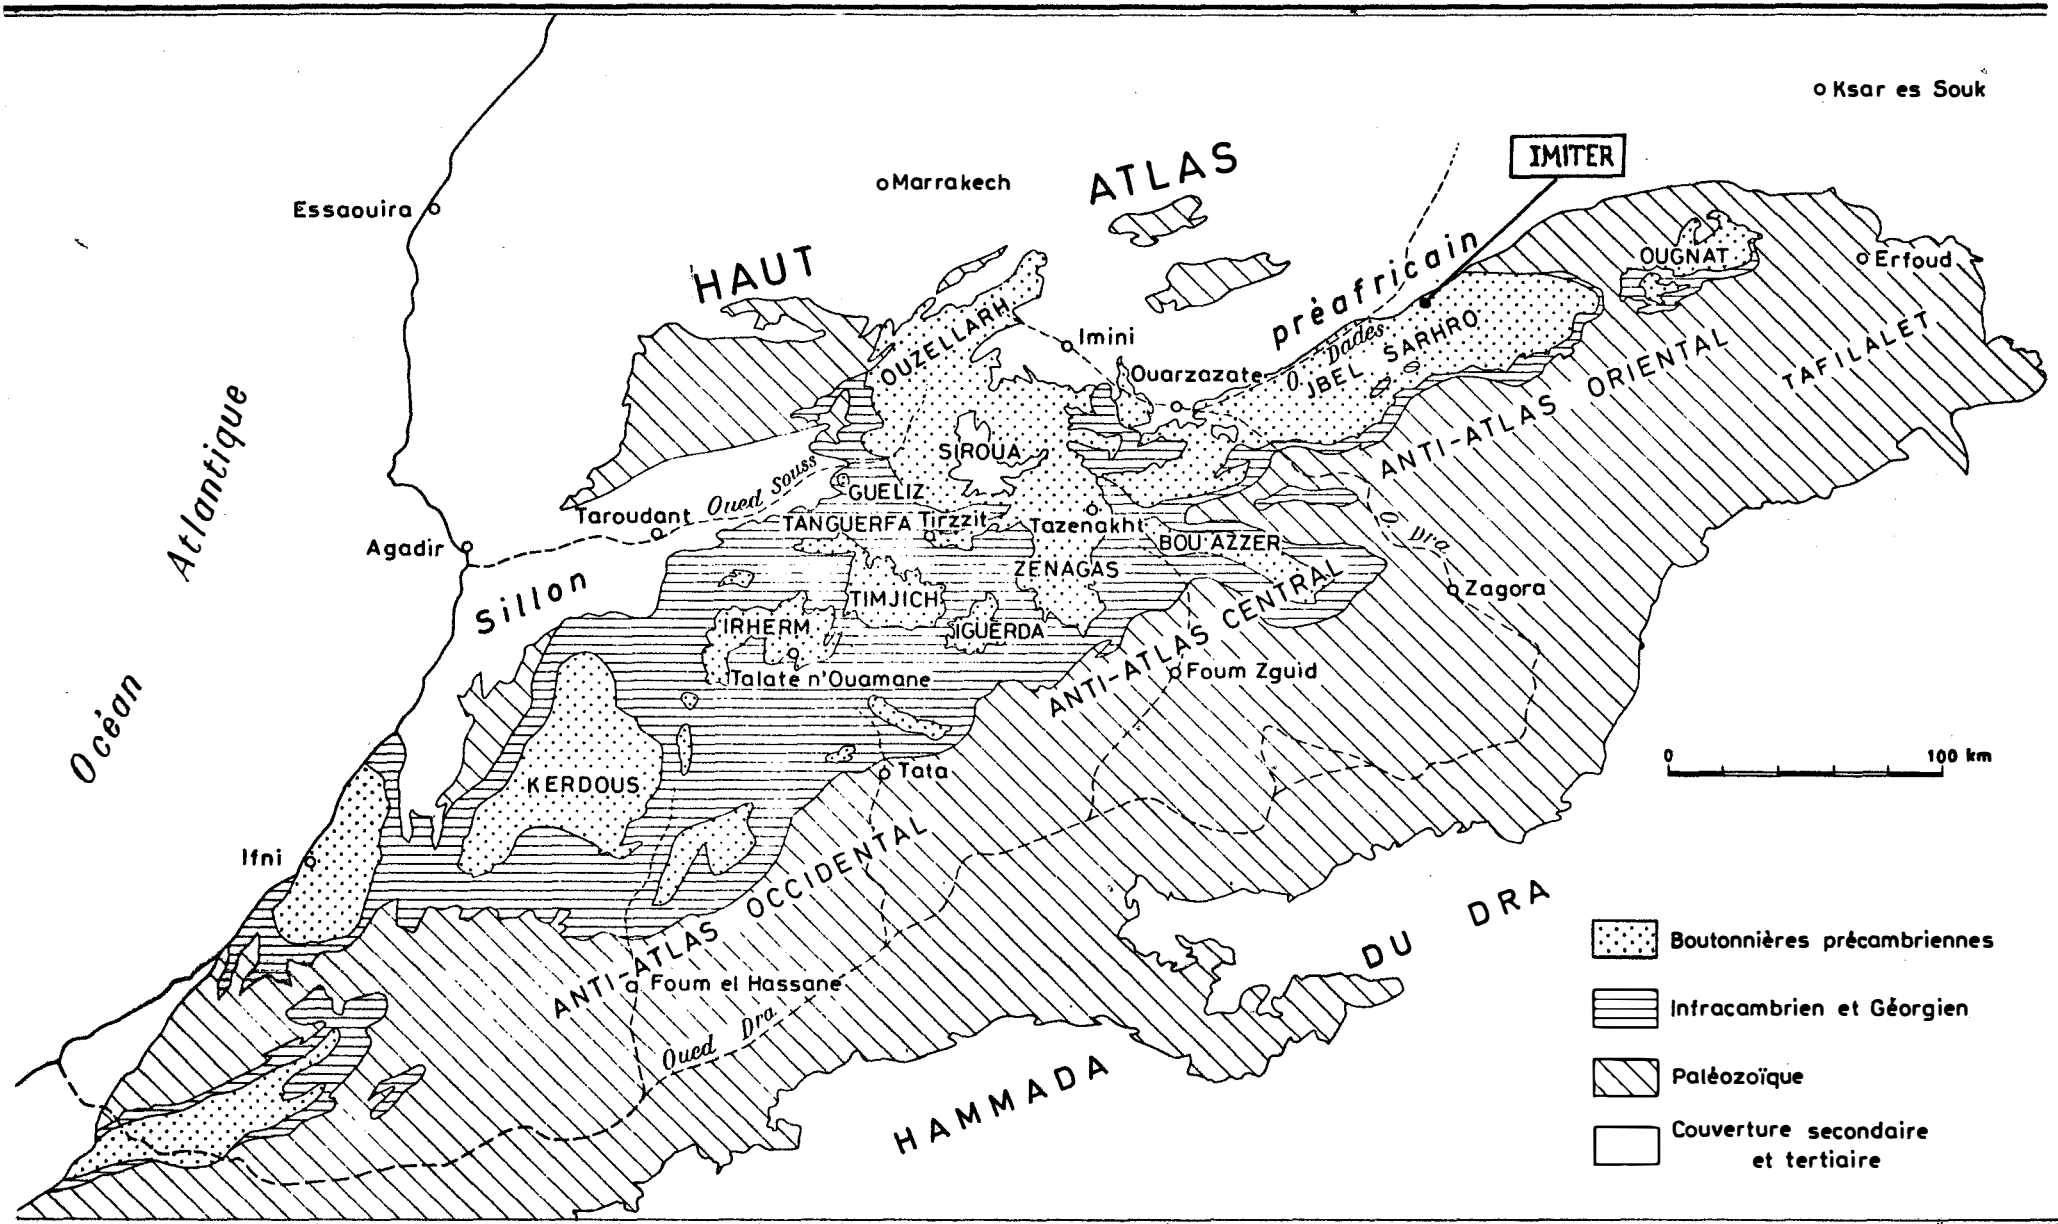 Ksar es Souk
IMITER
Marrakech
ATLAS
Essaouira
HAUT
préafricain
OUGNAT
Erfoud
OUZELLARH
Imini
O. Dadès
JBEL SARHRO
Ouarzazate
TAFILALET
ANTI-ATLAS ORIENTAL
Atlantique
SIROUA
Oued Souss
GUELIZ
Taroudant
TANGUERFA
Tirzzit
Tazenakht
O. Dra
Agadir
BOU AZZER
ZENAGAS
Sillon
TIMJICH
Zagora
IRHERM
IGUERDA
ANTI-ATLAS CENTRAL
Talate n'Ouamane
Foum Zguid
Océan
KERDOUS
Tata
0 100 km
Ifni
ANTI-ATLAS OCCIDENTAL
Foum el Hassane
Oued Dra
HAMMADA DU DRA
Boutonnières précambriennes
Infracambrien et Géorgien
Paléozoïque
Couverture secondaire
et tertiaire